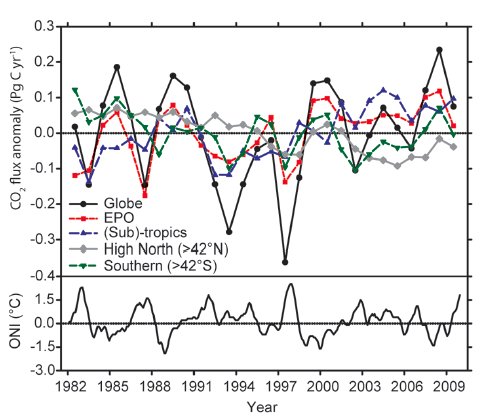 0.3
0.2
0.1
0.0
-0.1
-0.2
-0.3
-0.4
CO₂ flux anomaly (Pg C yr⁻¹)
Globe
EPO
(Sub)-tropics
High North (>42°N)
Southern (>42°S)
1.5
0.0
-1.5
-3.0
ONI (°C)
1982 1985 1988 1991 1994 1997 2000 2003 2006 2009
Year